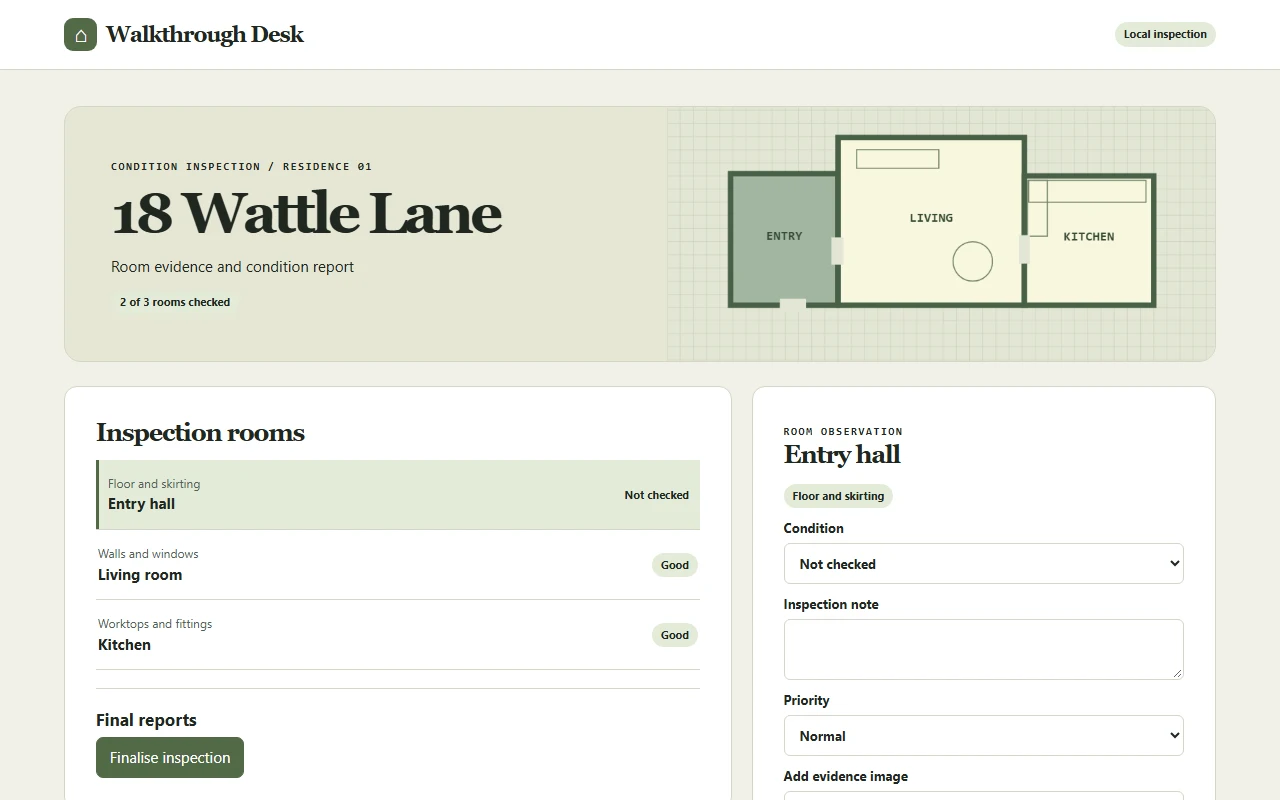 Walkthrough Desk
Local inspection
CONDITION INSPECTION / RESIDENCE 01
18 Wattle Lane
Room evidence and condition report
2 of 3 rooms checked
ENTRY
LIVING
KITCHEN
Inspection rooms
Floor and skirting
Entry hall
Not checked
Walls and windows
Living room
Good
Worktops and fittings
Kitchen
Good
Final reports
Finalise inspection
ROOM OBSERVATION
Entry hall
Floor and skirting
Condition
Not checked
Inspection note
Priority
Normal
Add evidence image